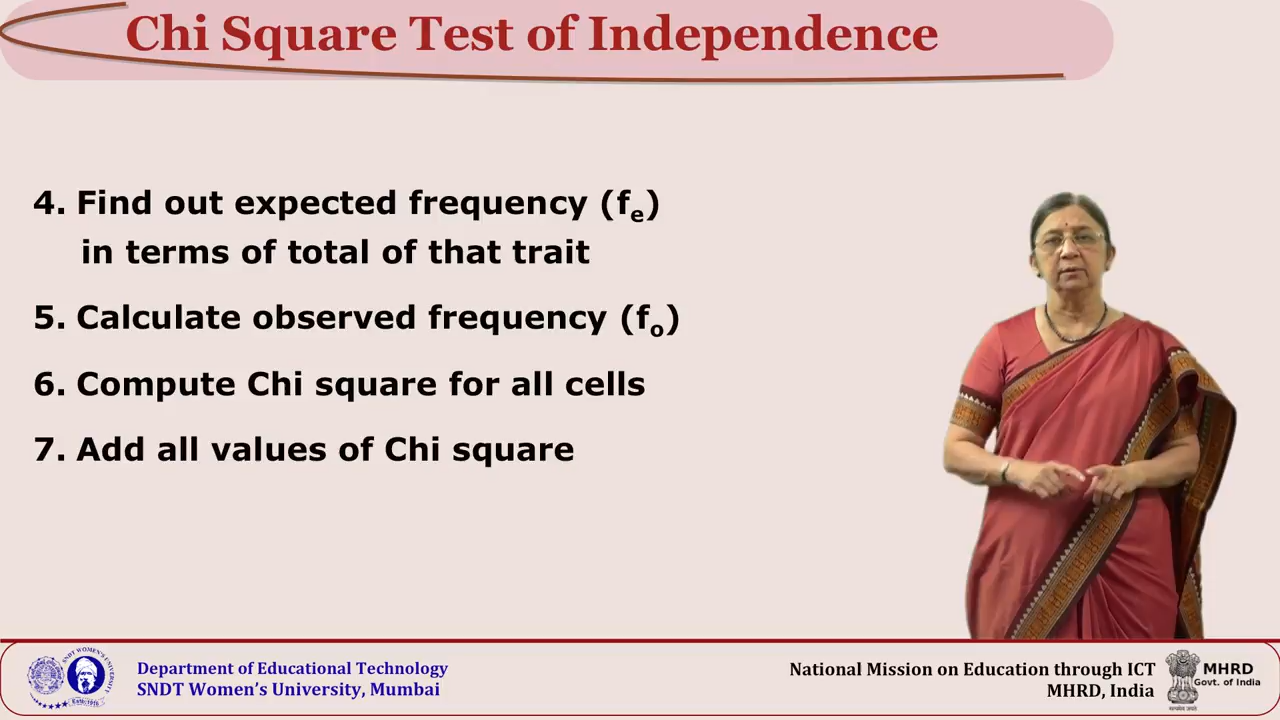 Chi Square Test of Independence
4. Find out expected frequency (fe)
in terms of total of that trait
5. Calculate observed frequency (fo)
6. Compute Chi square for all cells
7. Add all values of Chi square
SNDT WOMEN'S UNIVERSITY
Department of Educational Technology
SNDT Women's University, Mumbai
National Mission on Education through ICT
MHRD, India
MHRD
Govt. of India